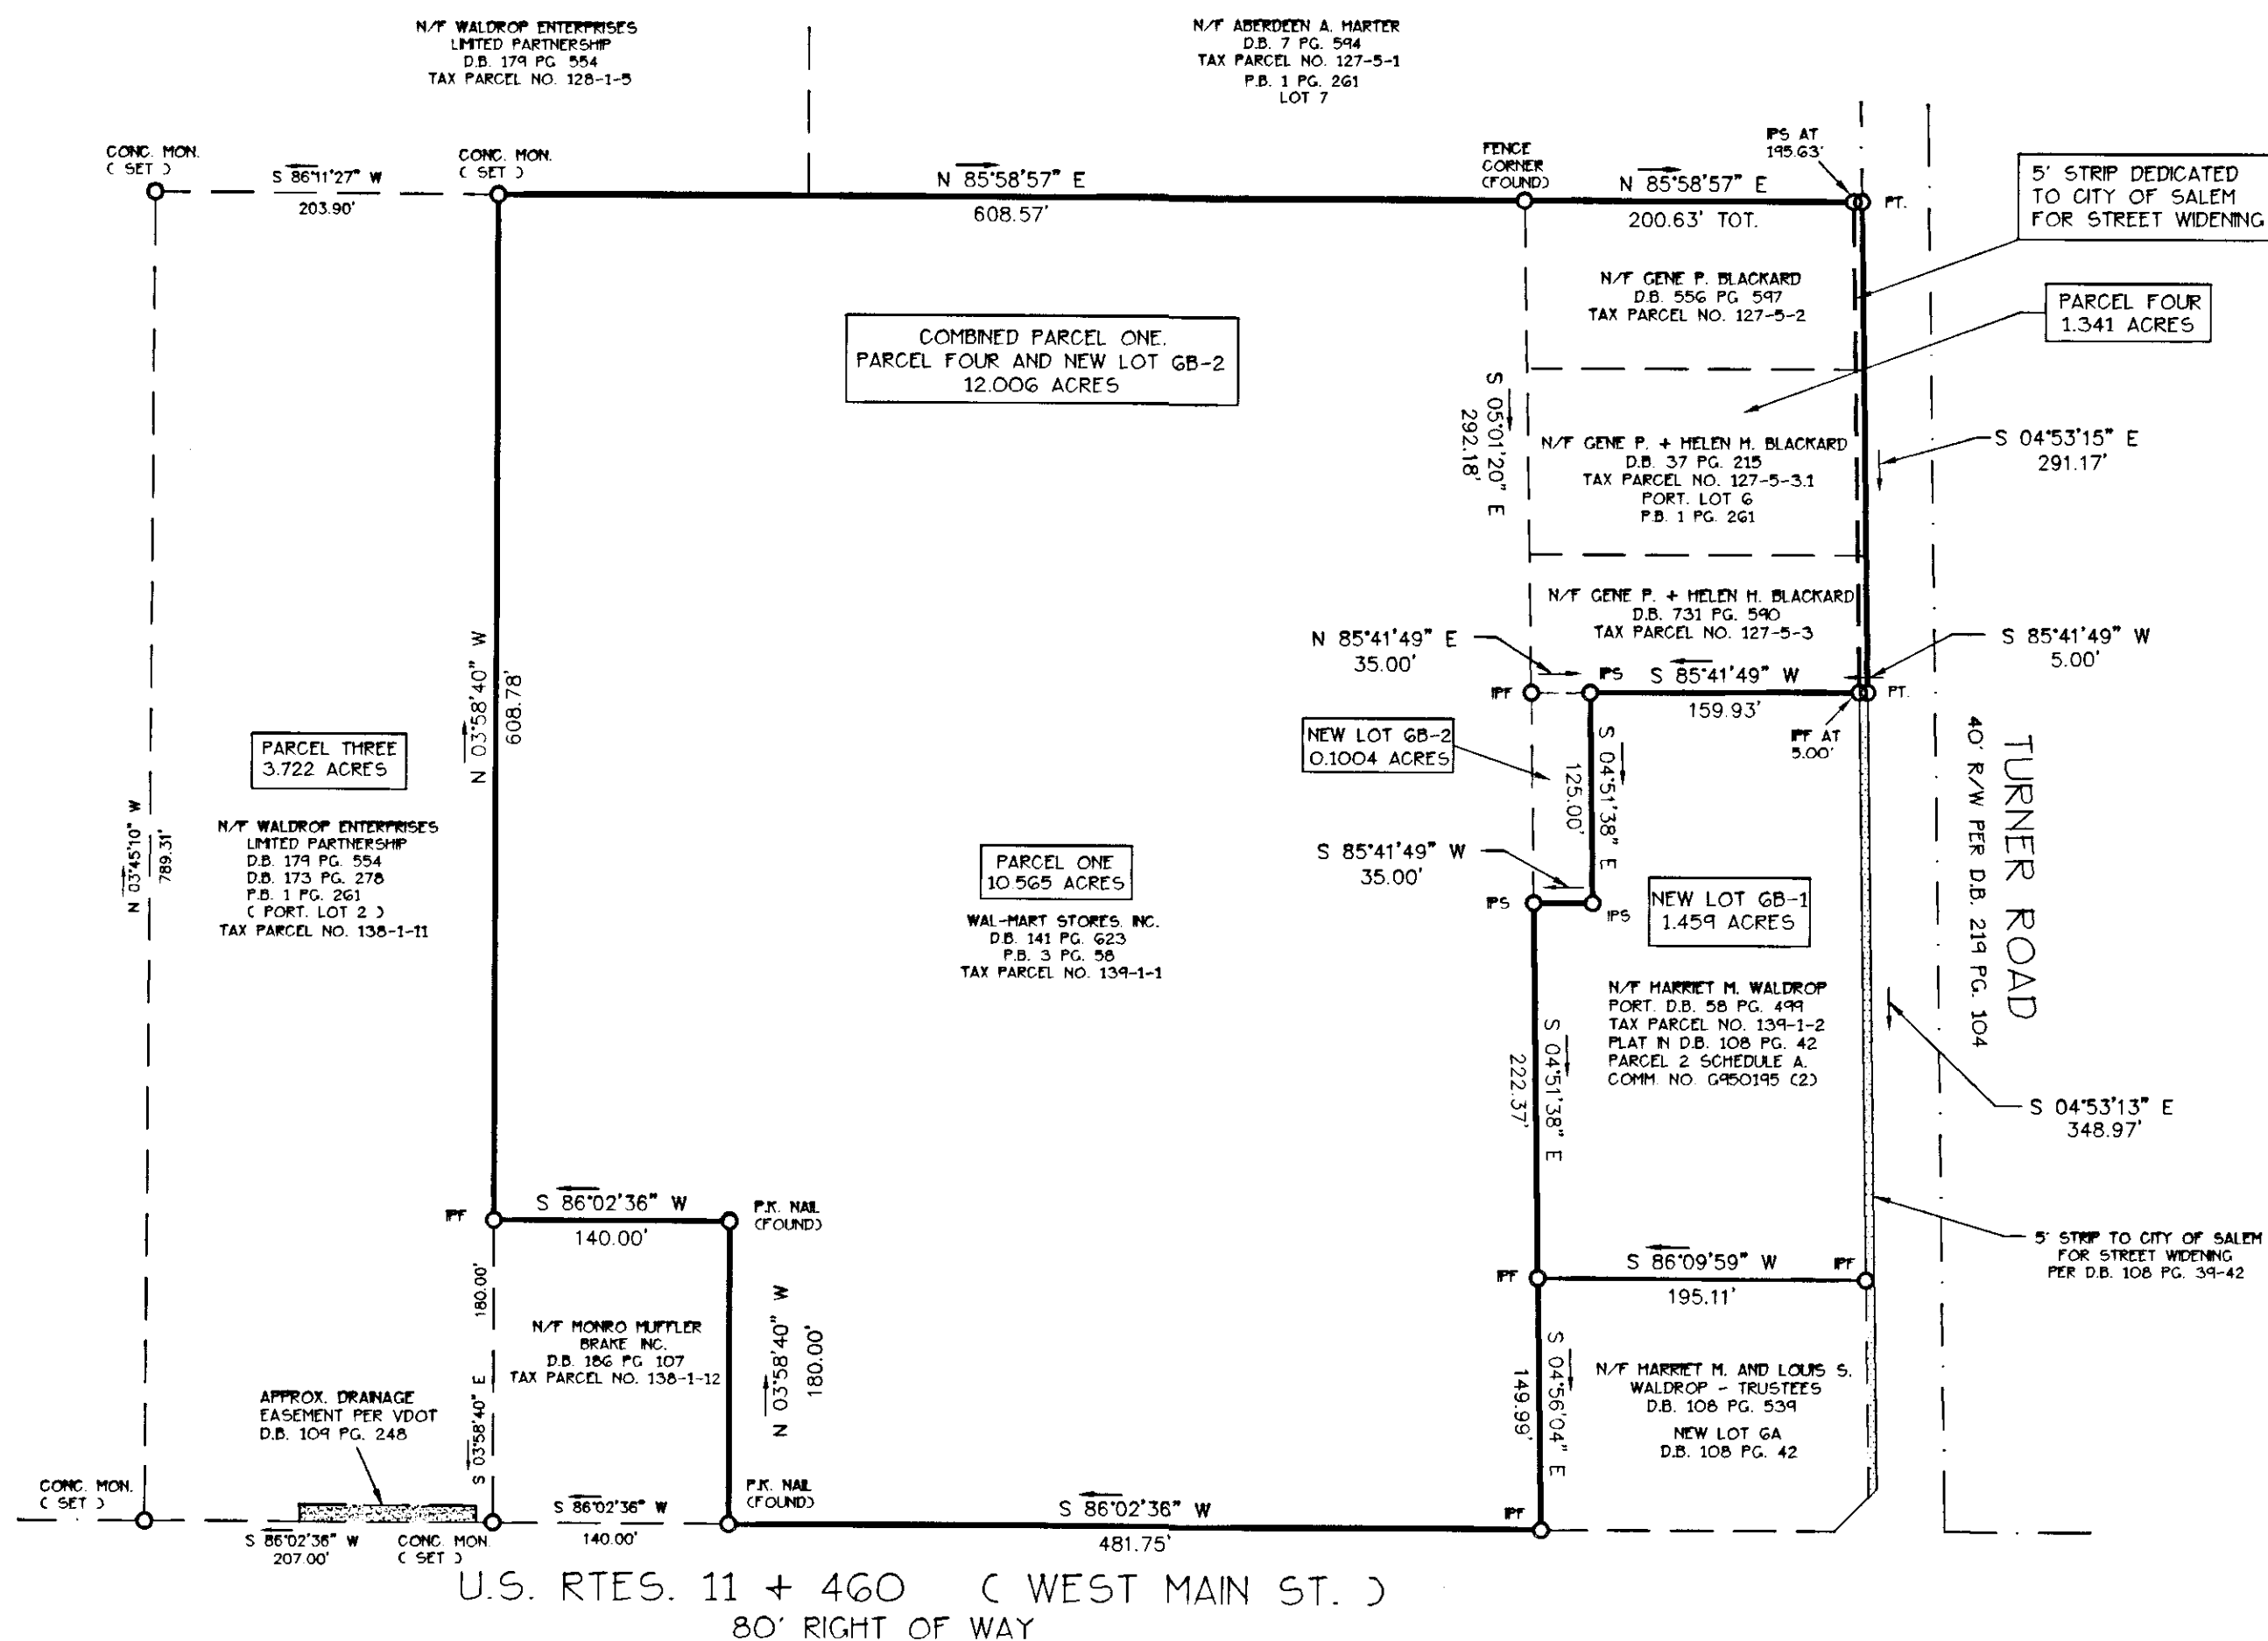 N/F WALDROP ENTERPRISES
LIMITED PARTNERSHIP
D.B. 179 PG 554
TAX PARCEL NO. 128-1-5
N/F ABERDEEN A. HARTER
D.B. 7 PG. 594
TAX PARCEL NO. 127-5-1
P.B. 1 PG. 261
LOT 7
IPS AT
195.63'
5' STRIP DEDICATED
TO CITY OF SALEM
FOR STREET WIDENING
CONC. MON.
( SET )
S 86°11'27" W
203.90'
CONC. MON.
( SET )
N 85°58'57" E
608.57'
FENCE
CORNER
(FOUND)
N 85°58'57" E
200.63' TOT.
PT.
N/F GENE P. BLACKARD
D.B. 556 PG 597
TAX PARCEL NO. 127-5-2
PARCEL FOUR
1.341 ACRES
COMBINED PARCEL ONE.
PARCEL FOUR AND NEW LOT 6B-2
12.006 ACRES
S 05°01'20" E
292.18'
N/F GENE P. + HELEN H. BLACKARD
D.B. 37 PG. 215
TAX PARCEL NO. 127-5-3.1
PORT. LOT 6
P.B. 1 PG. 261
S 04°53'15" E
291.17'
N/F GENE P. + HELEN H. BLACKARD
D.B. 731 PG. 590
TAX PARCEL NO. 127-5-3
N 85°41'49" E
35.00'
S 85°41'49" W
5.00'
IPF
IPS
S 85°41'49" W
159.93'
PT.
IPF AT
5.00'
N 03°58'40" W
608.78'
PARCEL THREE
3.722 ACRES
N/F WALDROP ENTERPRISES
LIMITED PARTNERSHIP
D.B. 179 PG. 554
D.B. 173 PG. 278
P.B. 1 PG. 261
( PORT. LOT 2 )
TAX PARCEL NO. 138-1-11
N 03°45'10" W
789.31'
NEW LOT 6B-2
0.1004 ACRES
S 04°51'38" E
125.00'
S 85°41'49" W
35.00'
IPS
IPS
PARCEL ONE
10.565 ACRES
WAL-MART STORES. INC.
D.B. 141 PG. 623
P.B. 3 PG. 58
TAX PARCEL NO. 139-1-1
NEW LOT 6B-1
1.459 ACRES
TURNER ROAD
40' R/W PER D.B. 219 PG. 104
N/F HARRIET M. WALDROP
PORT. D.B. 58 PG. 499
TAX PARCEL NO. 139-1-2
PLAT IN D.B. 108 PG. 42
PARCEL 2 SCHEDULE A.
COMM. NO. G950195 (2)
S 04°51'38" E
222.37'
S 04°53'13" E
348.97'
IPF
S 86°02'36" W
140.00'
P.K. NAIL
(FOUND)
IPF
S 86°09'59" W
195.11'
IPF
5' STRIP TO CITY OF SALEM
FOR STREET WIDENING
PER D.B. 108 PG. 39-42
180.00'
S 03°58'40" E
N/F MONRO MUFFLER
BRAKE INC.
D.B. 186 PG 107
TAX PARCEL NO. 138-1-12
N 03°58'40" W
180.00'
S 04°56'04" E
149.99'
N/F HARRIET M. AND LOUIS S.
WALDROP - TRUSTEES
D.B. 108 PG. 539
NEW LOT 6A
D.B. 108 PG. 42
APPROX. DRAINAGE
EASEMENT PER VDOT
D.B. 109 PG. 248
CONC. MON.
( SET )
S 86°02'36" W
207.00'
CONC. MON.
( SET )
S 86°02'36" W
140.00'
P.K. NAIL
(FOUND)
S 86°02'36" W
481.75'
IPF
U.S. RTES. 11 + 460 ( WEST MAIN ST. )
80' RIGHT OF WAY